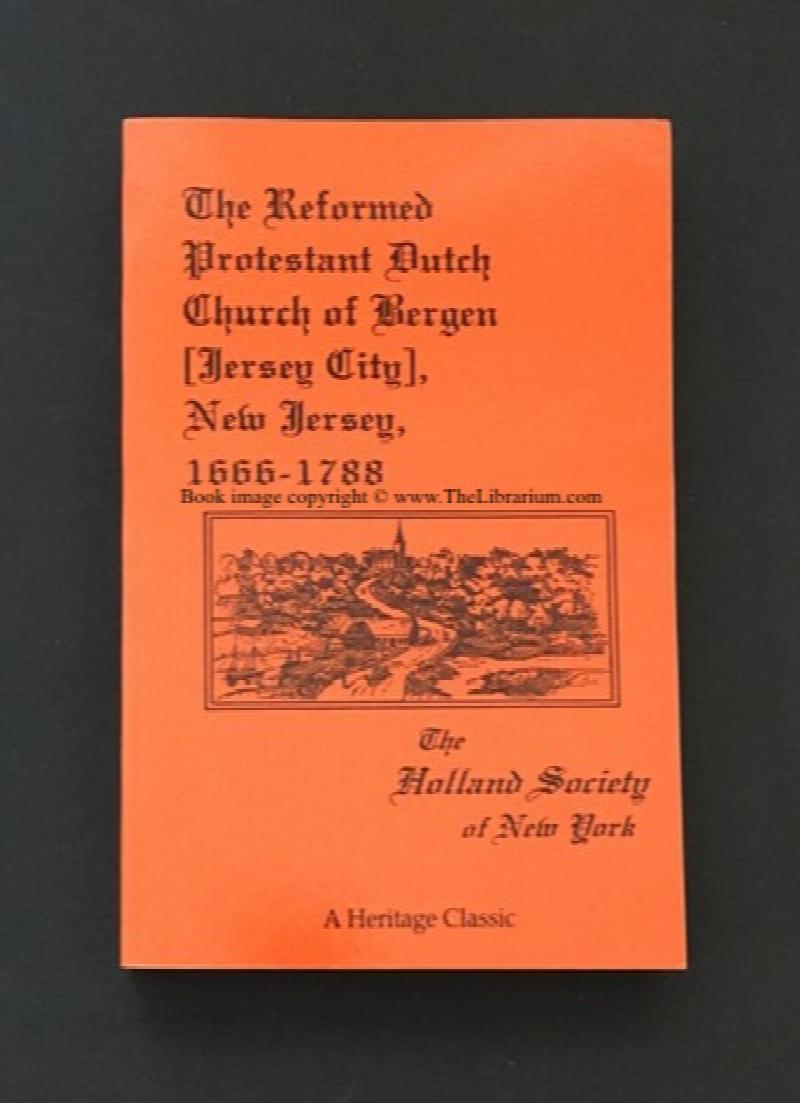 The Reformed
Protestant Dutch
Church of Bergen
[Jersey City],
New Jersey,
1666-1788
Book image copyright © www.TheLibrarium.com
The
Holland Society
of New York
A Heritage Classic